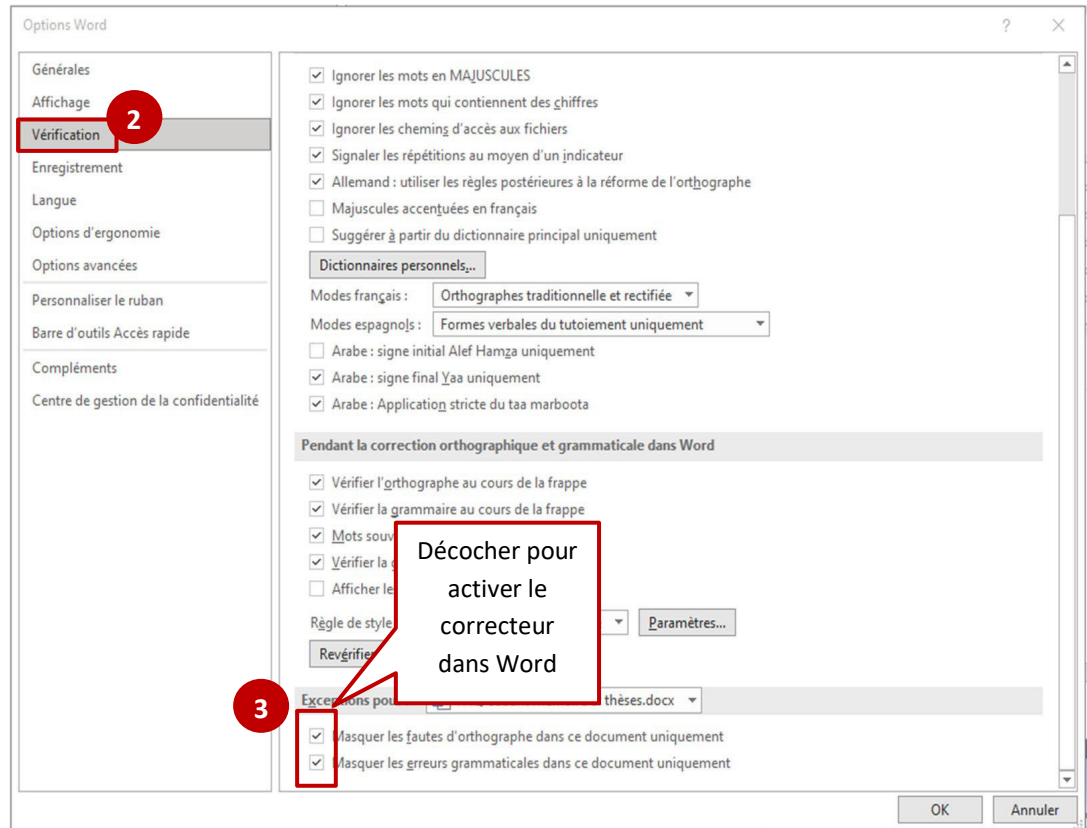 Options Word
?
Générales
Affichage
2
Vérification
Enregistrement
Langue
Options d'ergonomie
Options avancées
Personnaliser le ruban
Barre d'outils Accès rapide
Compléments
Centre de gestion de la confidentialité
Ignorer les mots en MAJUSCULES
Ignorer les mots qui contiennent des chiffres
Ignorer les chemins d'accès aux fichiers
Signaler les répétitions au moyen d'un indicateur
Allemand : utiliser les règles postérieures à la réforme de l'orthographe
Majuscules accentuées en français
Suggérer à partir du dictionnaire principal uniquement
Dictionnaires personnels...
Modes français : Orthographes traditionnelle et rectifiée
Modes espagnols : Formes verbales du tutoiement uniquement
Arabe : signe initial Alef Hamza uniquement
Arabe : signe final Yaa uniquement
Arabe : Application stricte du taa marboota
Pendant la correction orthographique et grammaticale dans Word
Vérifier l'orthographe au cours de la frappe
Vérifier la grammaire au cours de la frappe
Mots souv
Vérifier la
Afficher le
Règle de style Paramètres...
Revérifier
Décocher pour
activer le
correcteur
dans Word
3
Exceptions pou thèses.docx
Masquer les fautes d'orthographe dans ce document uniquement
Masquer les erreurs grammaticales dans ce document uniquement
OK Annuler